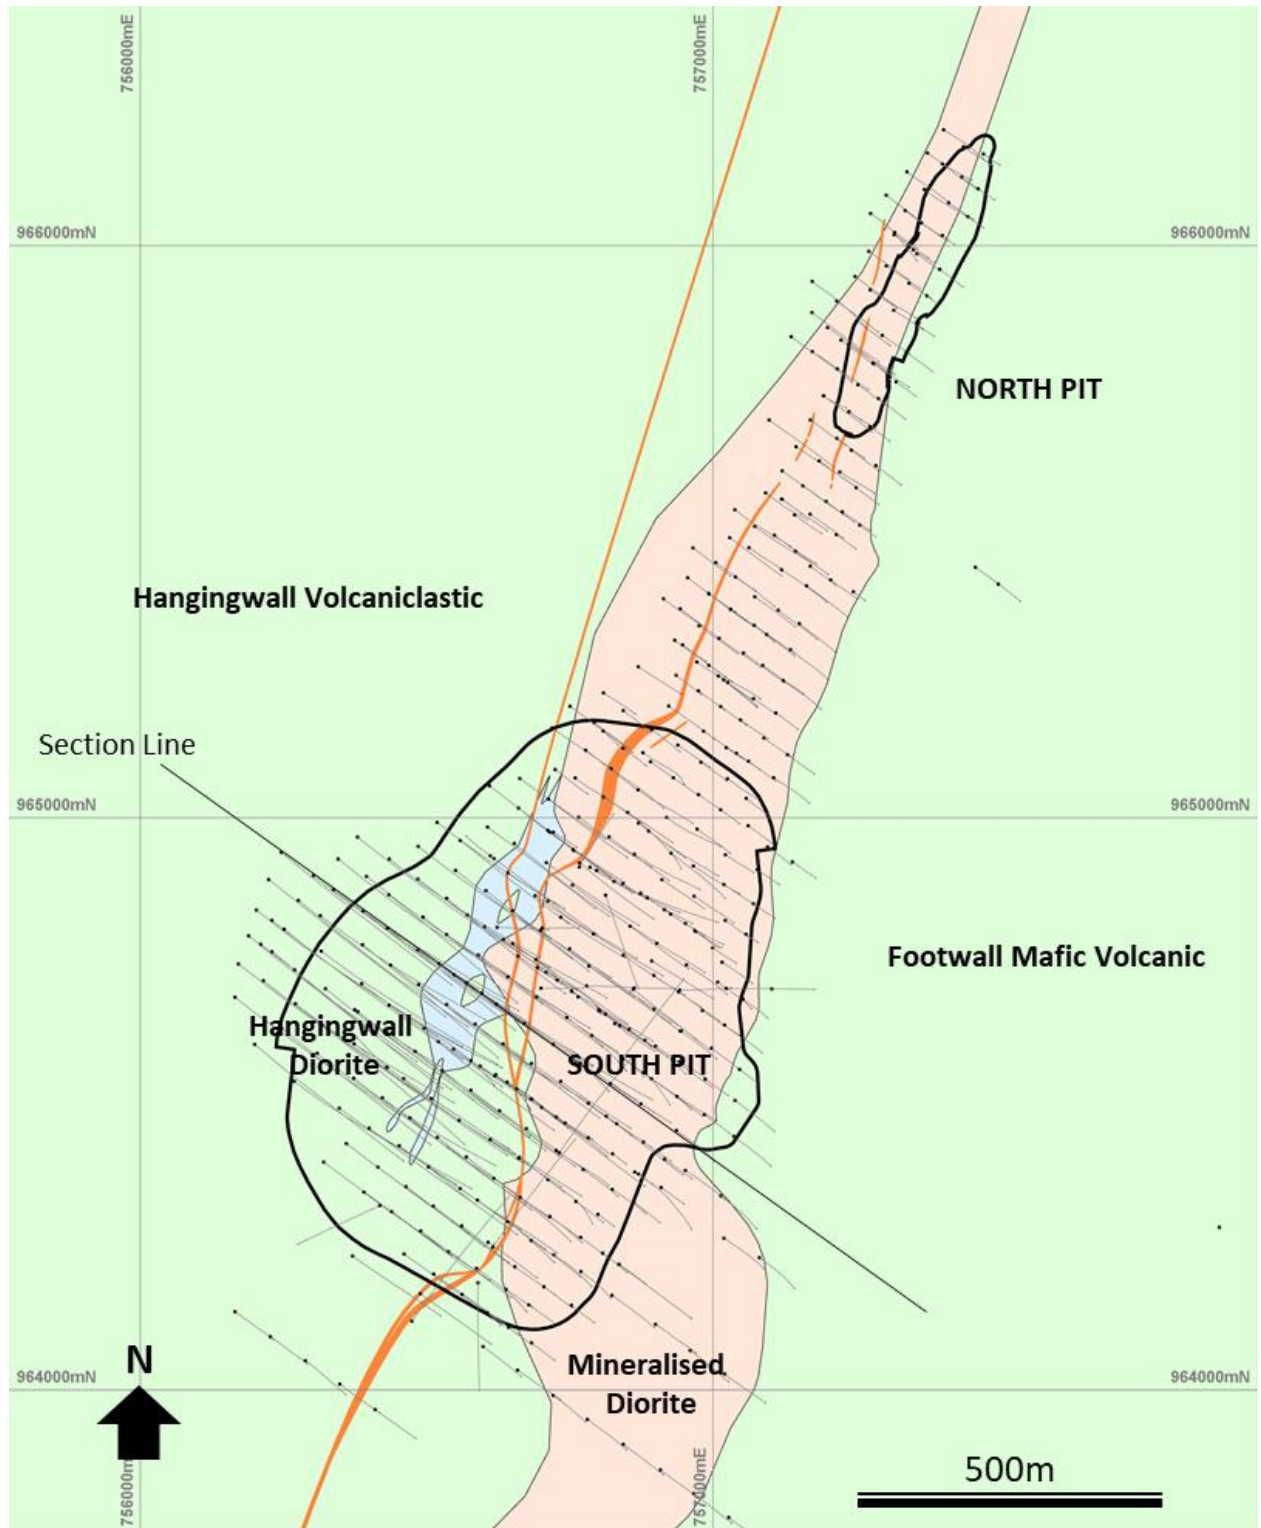 756000mE
757000mE
966000mN
966000mN
NORTH PIT
Hangingwall Volcaniclastic
Section Line
965000mN
965000mN
Footwall Mafic Volcanic
Hangingwall
Diorite
SOUTH PIT
N
Mineralised
Diorite
964000mN
964000mN
500m
756000m
757000mE